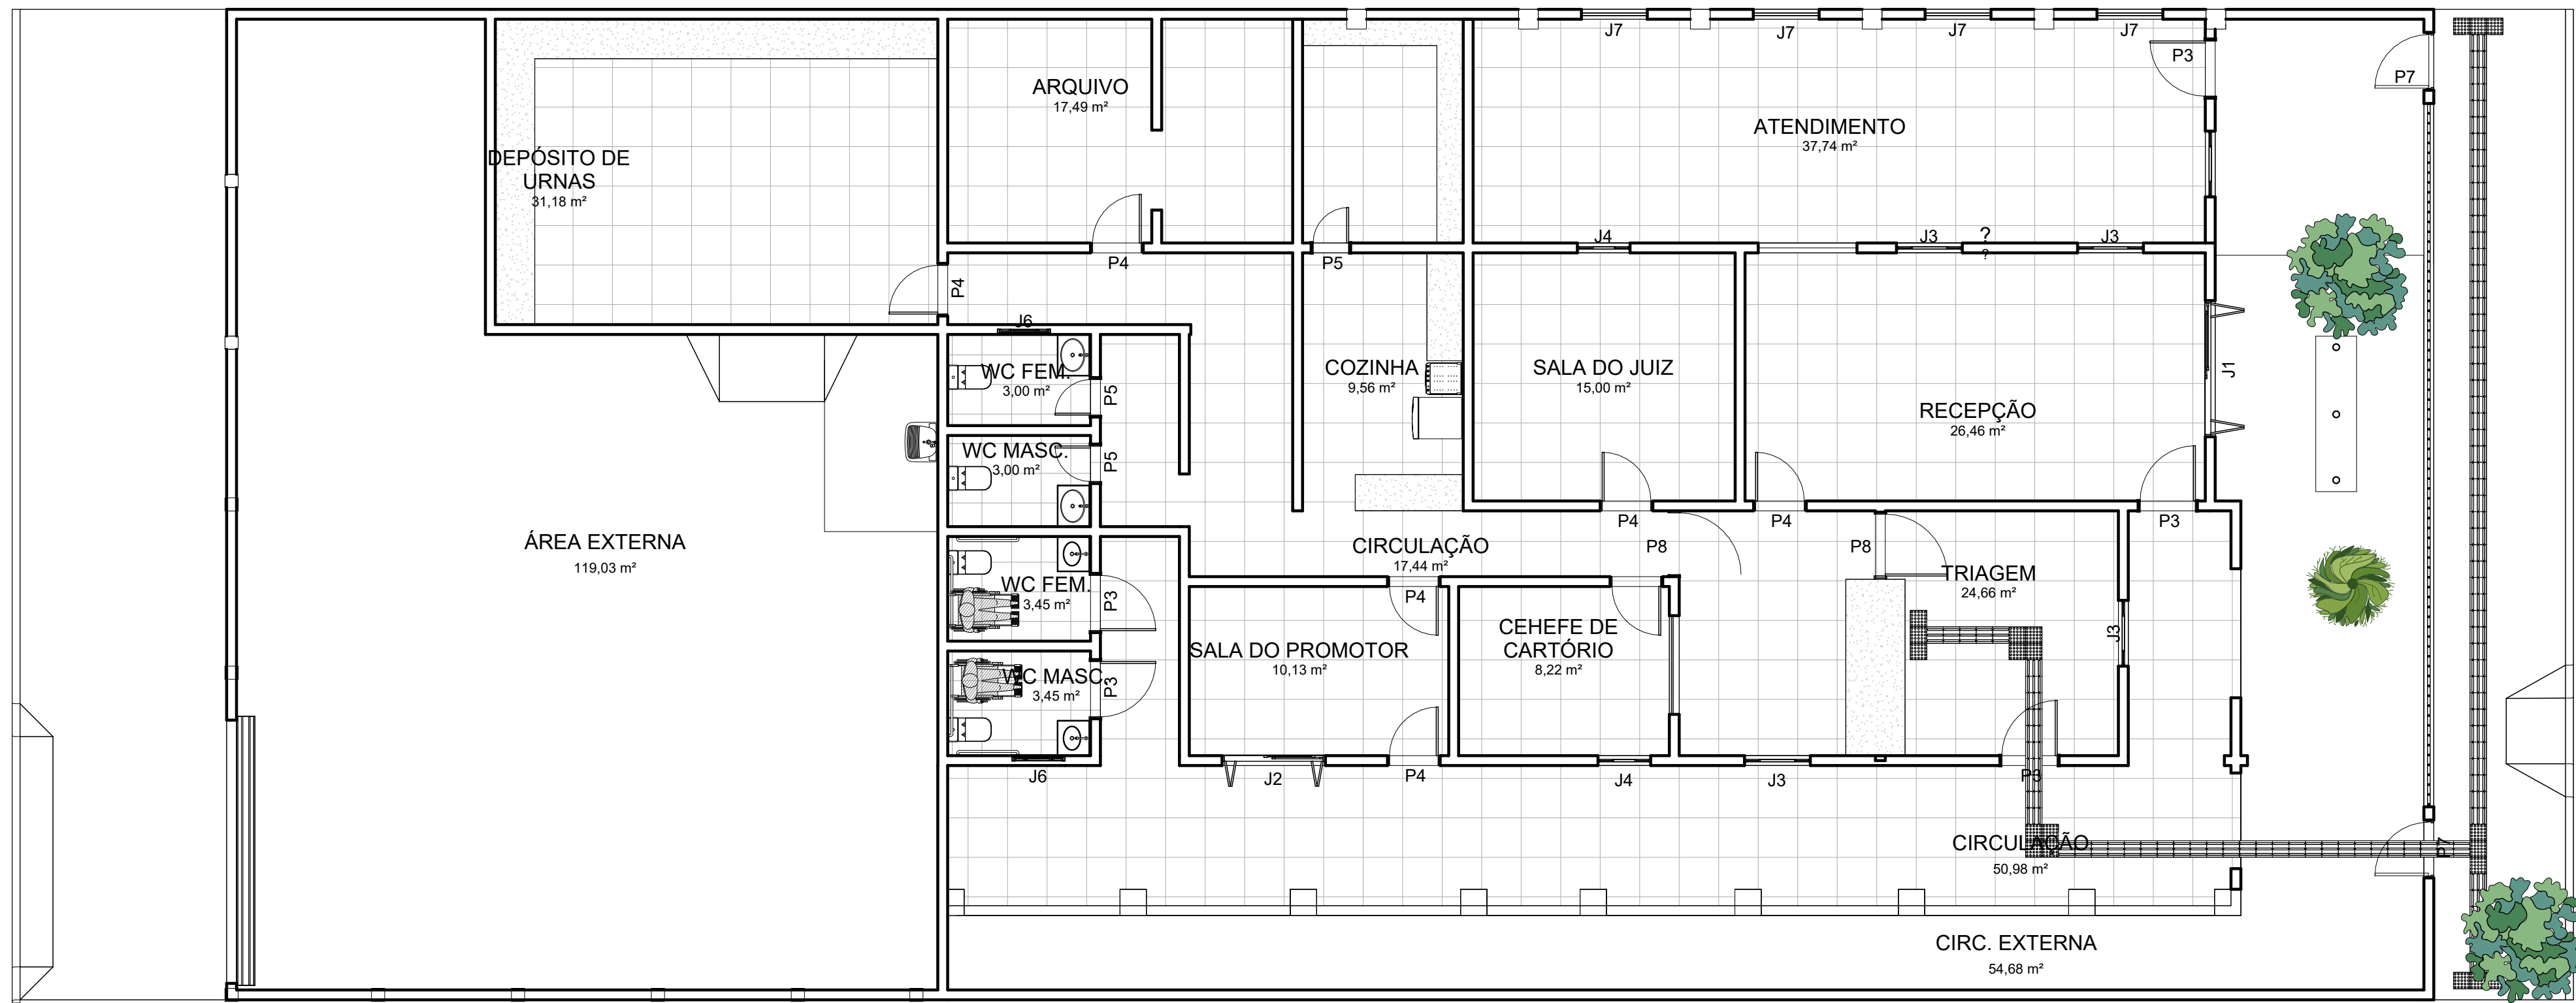 J7
J7
J7
J7
P3
P7
ARQUIVO
17,49 m²
ATENDIMENTO
37,74 m²
DEPÓSITO DE
URNAS
31,18 m²
J4
J3
?
?
J3
P4
P5
P4
J6
WC FEM.
3,00 m²
P5
COZINHA
9,56 m²
SALA DO JUIZ
15,00 m²
J1
RECEPÇÃO
26,46 m²
WC MASC.
3,00 m²
P5
P4
P4
P3
ÁREA EXTERNA
119,03 m²
CIRCULAÇÃO
17,44 m²
P8
P8
TRIAGEM
24,66 m²
WC FEM.
3,45 m²
P3
P4
SALA DO PROMOTOR
10,13 m²
CEHEFE DE
CARTÓRIO
8,22 m²
J3
WC MASC.
3,45 m²
P3
J6
J2
P4
J4
J3
P3
CIRCULAÇÃO
50,98 m²
P7
CIRC. EXTERNA
54,68 m²